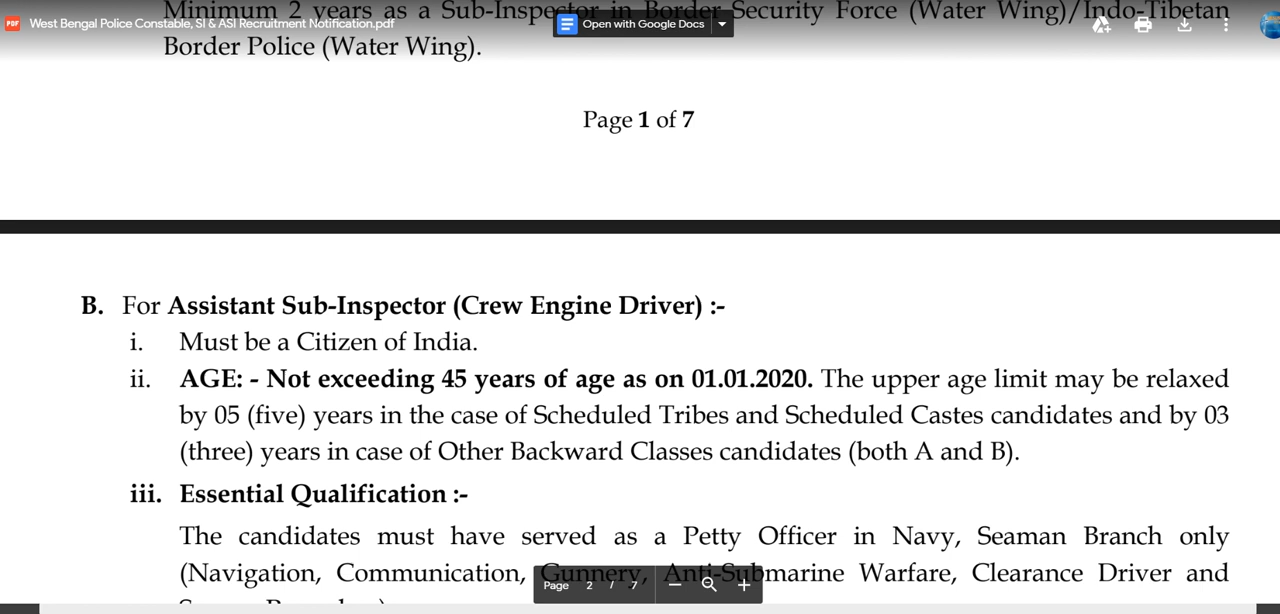 Minimum 2 years as a Sub-Inspector in Border Security Force (Water Wing)/Indo-Tibetan
West Bengal Police Constable, SI & ASI Recruitment Notification.pdf
Open with Google Docs
Border Police (Water Wing).
Page 1 of 7
B. For Assistant Sub-Inspector (Crew Engine Driver) :-
i. Must be a Citizen of India.
ii. AGE: - Not exceeding 45 years of age as on 01.01.2020. The upper age limit may be relaxed
by 05 (five) years in the case of Scheduled Tribes and Scheduled Castes candidates and by 03
(three) years in case of Other Backward Classes candidates (both A and B).
iii. Essential Qualification :-
The candidates must have served as a Petty Officer in Navy, Seaman Branch only
(Navigation, Communication, Gunnery, Anti-Submarine Warfare, Clearance Driver and
Page 2 / 7